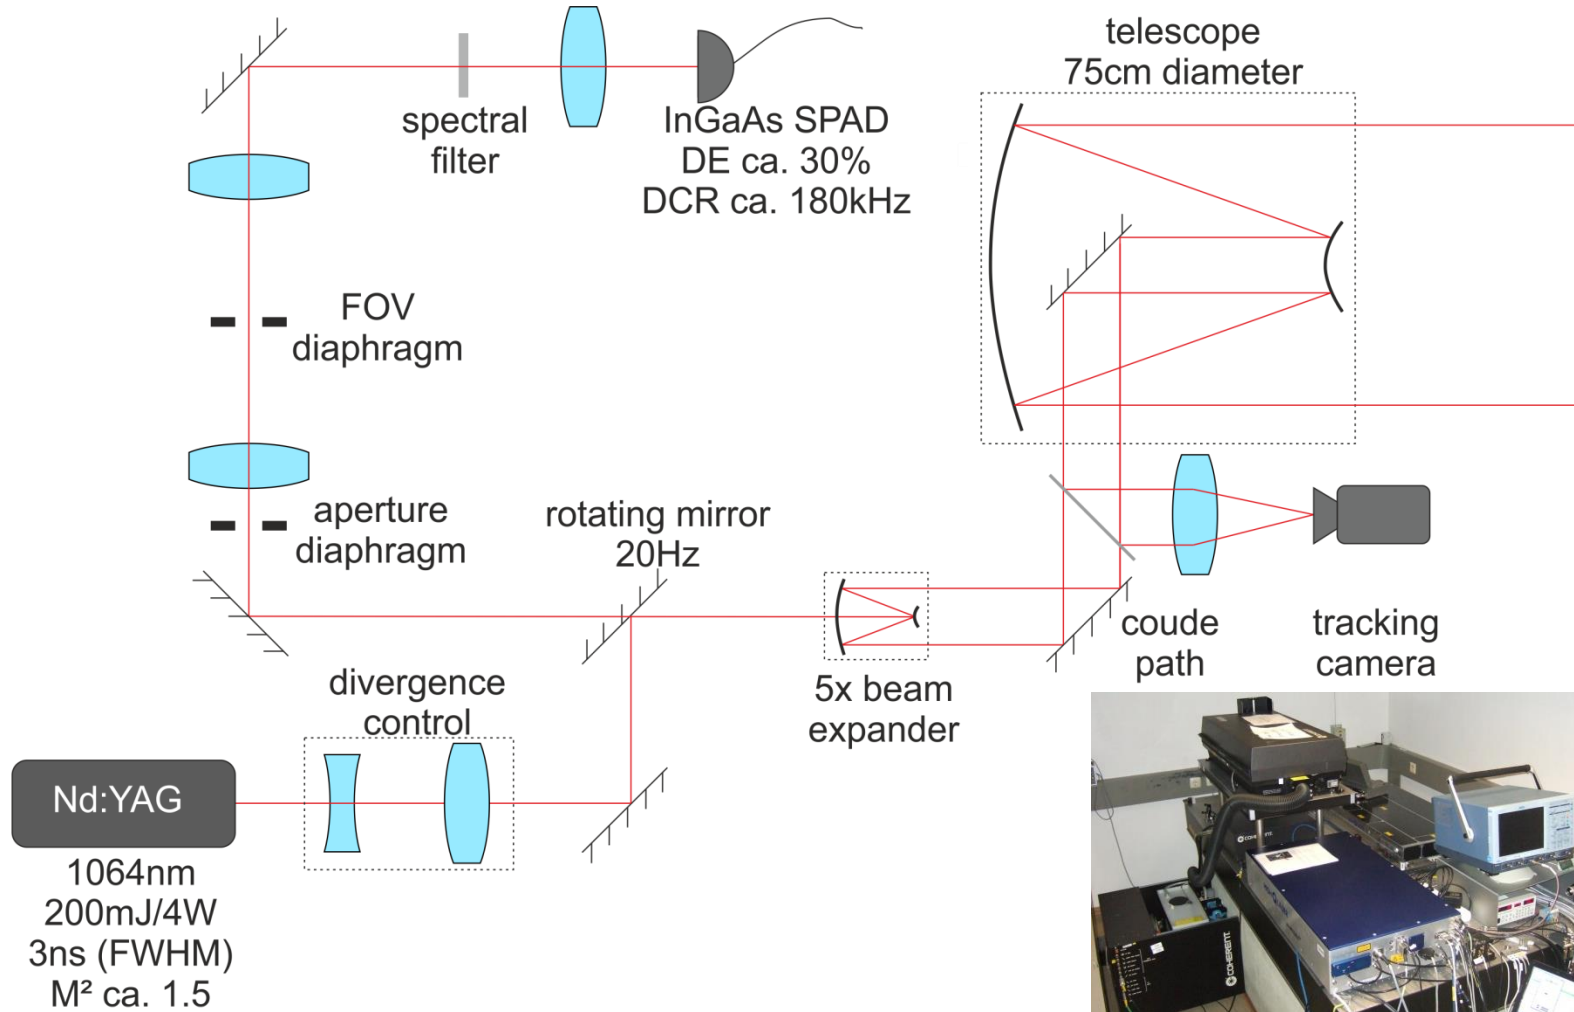 telescope
75cm diameter
spectral
filter
InGaAs SPAD
DE ca. 30%
DCR ca. 180kHz
FOV
diaphragm
aperture
diaphragm
rotating mirror
20Hz
coude
path
tracking
camera
5x beam
expander
divergence
control
Nd:YAG
1064nm
200mJ/4W
3ns (FWHM)
M² ca. 1.5
COHERENT
COHERENT